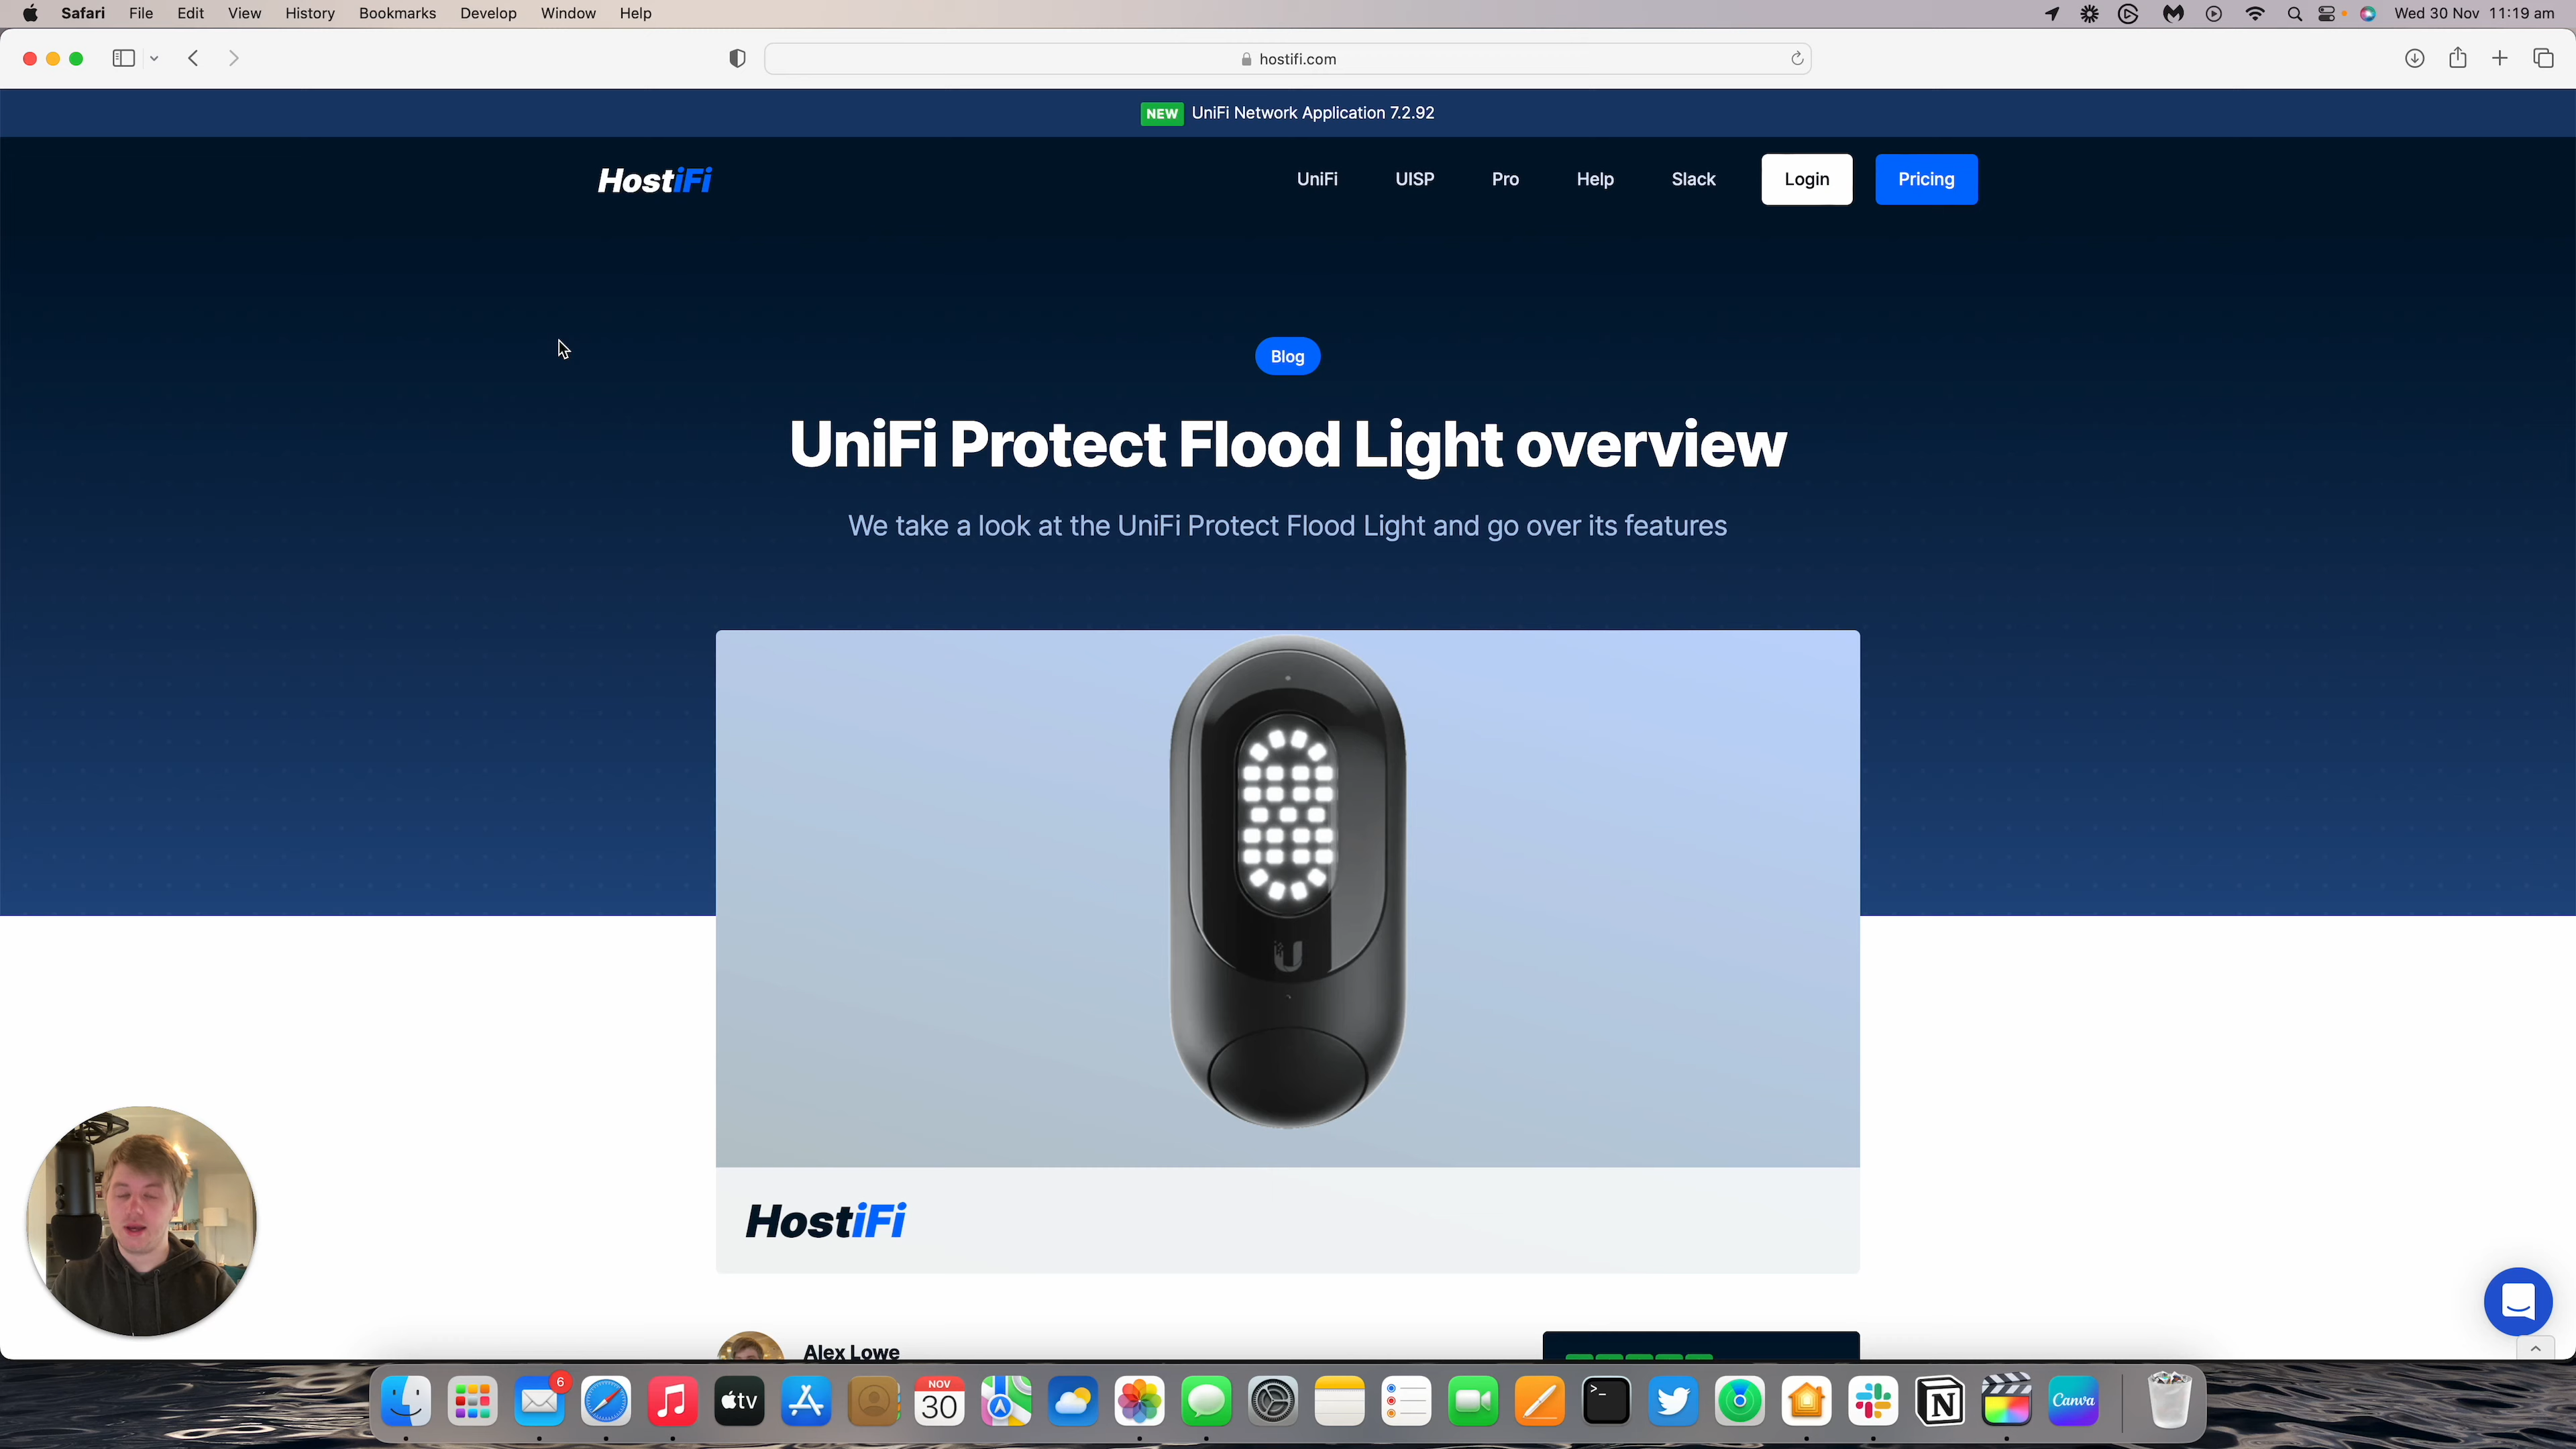 Safari File Edit View History Bookmarks Develop Window Help
Wed 30 Nov 11:19 am
hostifi.com
NEW UniFi Network Application 7.2.92
HostiFi
UniFi UISP Pro Help Slack Login Pricing
Blog
UniFi Protect Flood Light overview
We take a look at the UniFi Protect Flood Light and go over its features
U
HostiFi
Alex Lowe
6
tv
NOV
30
>_
N
Canva